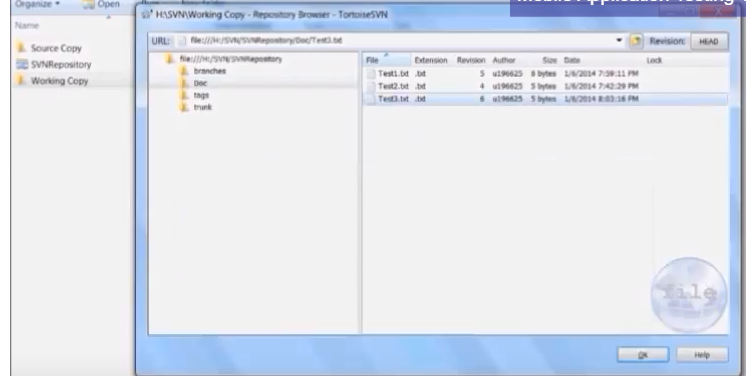 Organize Open
Mobile Application Testing
H:\SVN\Working Copy - Repository Browser - TortoiseSVN
Name
URL: file:///H:/SVN/SVNRepository/Doc/Test3.txt Revision: HEAD
Source Copy
SVNRepository
Working Copy
file:///H:/SVN/SVNRepository
branches
Doc
tags
trunk
File Extension Revision Author Size Date Lock
Test1.txt .txt 5 u196625 8 bytes 1/6/2014 7:59:11 PM
Test2.txt .txt 4 u196625 5 bytes 1/6/2014 7:42:29 PM
Test3.txt .txt 6 u196625 5 bytes 1/6/2014 8:03:16 PM
file
OK Help